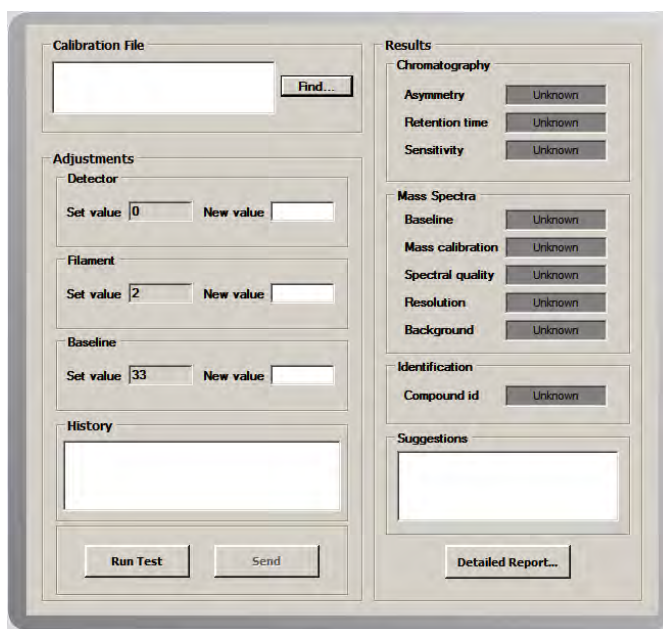 Calibration File
Find...
Adjustments
Detector
Set value 0 New value
Filament
Set value 2 New value
Baseline
Set value 33 New value
History
Run Test Send
Results
Chromatography
Asymmetry Unknown
Retention time Unknown
Sensitivity Unknown
Mass Spectra
Baseline Unknown
Mass calibration Unknown
Spectral quality Unknown
Resolution Unknown
Background Unknown
Identification
Compound id Unknown
Suggestions
Detailed Report...